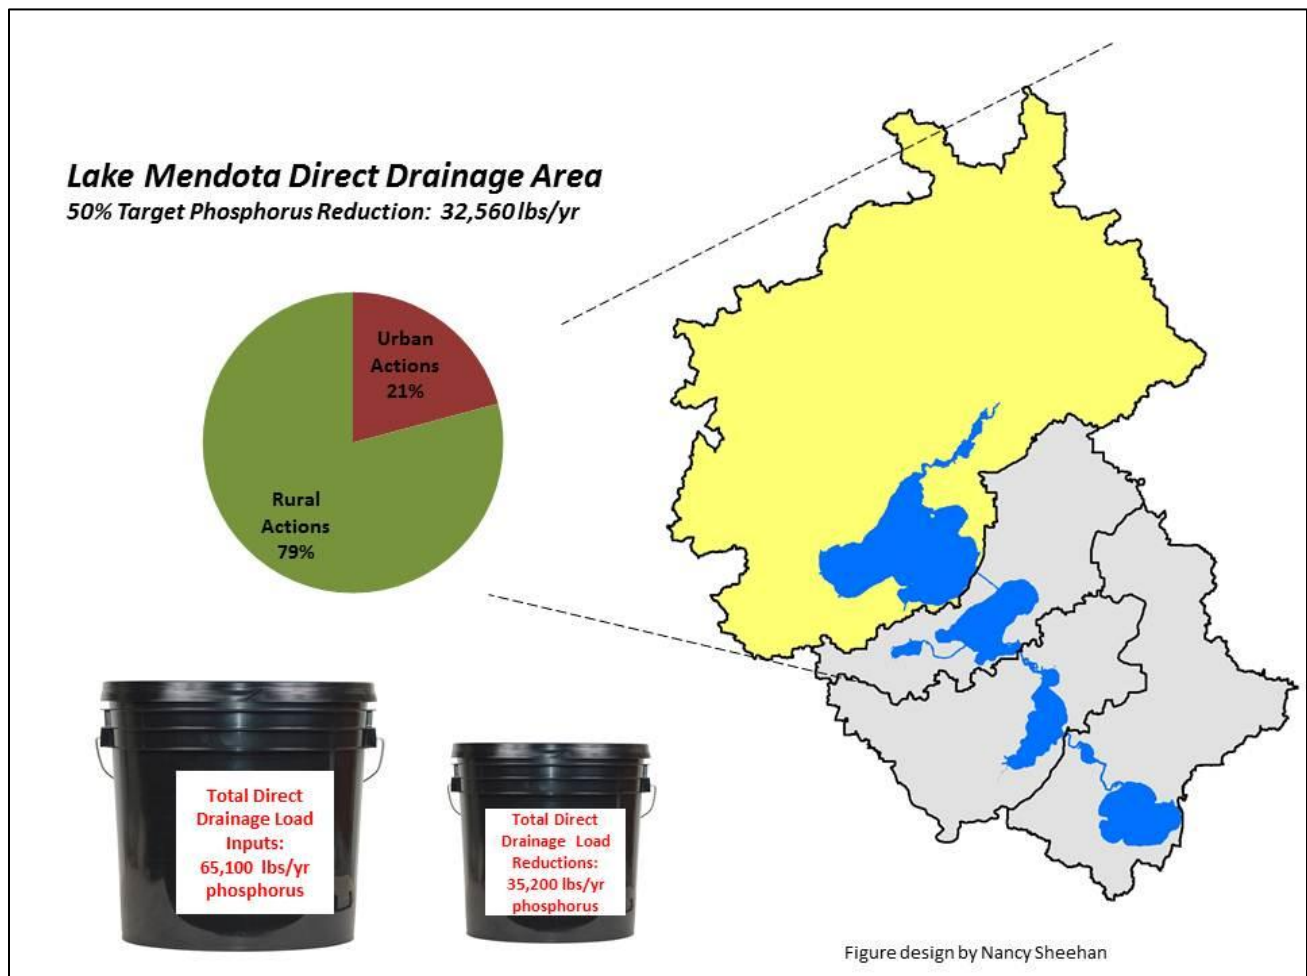 Lake Mendota Direct Drainage Area
50% Target Phosphorus Reduction: 32,560 lbs/yr
Urban
Actions
21%
Rural
Actions
79%
Total Direct
Drainage Load
Inputs:
65,100 lbs/yr
phosphorus
Total Direct
Drainage Load
Reductions:
35,200 lbs/yr
phosphorus
Figure design by Nancy Sheehan